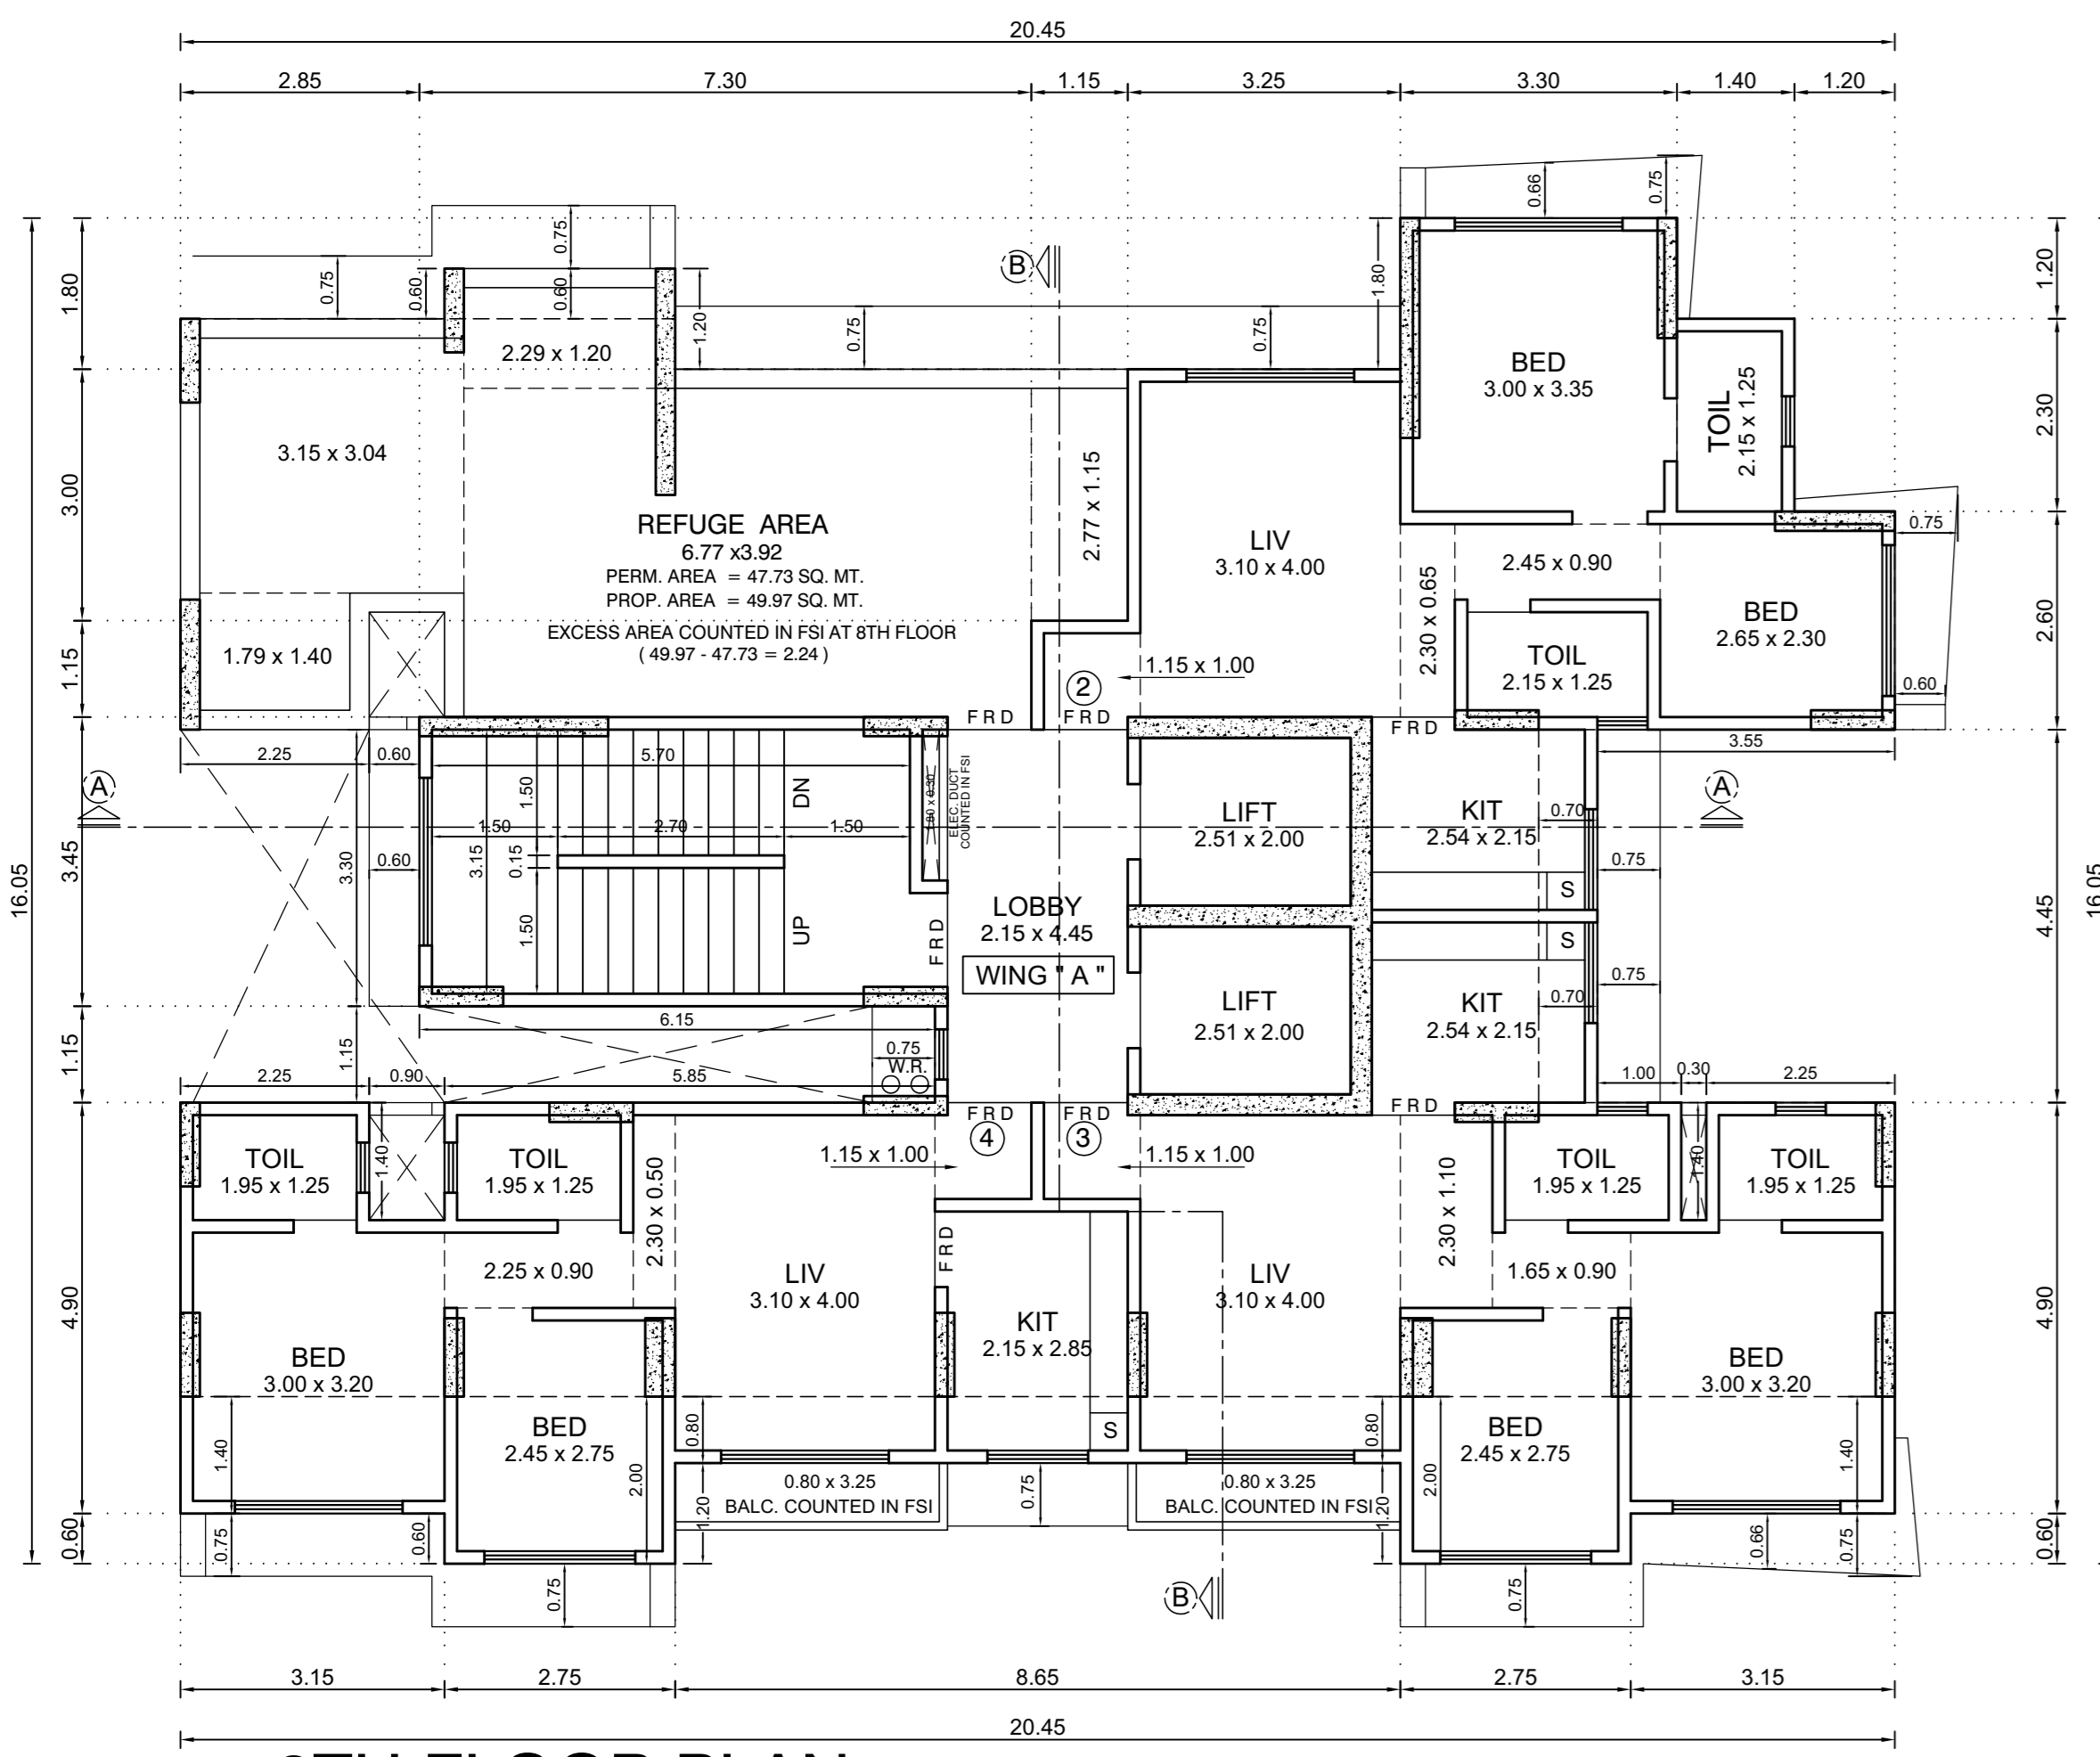 20.45
2.85 7.30 1.15 3.25 3.30 1.40 1.20
0.66 0.75
0.75
0.75 0.60 0.60
B
1.80 1.20 0.75 0.75 1.80 1.20
2.29 x 1.20
BED
3.00 x 3.35
TOIL
2.15 x 1.25
2.30
3.15 x 3.04
3.00
2.77 x 1.15
REFUGE AREA
6.77 x3.92
PERM. AREA = 47.73 SQ. MT.
PROP. AREA = 49.97 SQ. MT.
EXCESS AREA COUNTED IN FSI AT 8TH FLOOR
( 49.97 - 47.73 = 2.24 )
LIV
3.10 x 4.00
0.75
2.45 x 0.90
2.30 x 0.65
BED
2.65 x 2.30
2.60
1.15
1.79 x 1.40
1.15 x 1.00
TOIL
2.15 x 1.25
0.60
2
F R D F R D F R D
2.25 0.60 5.70 3.55
A A
1.50 DN
1.00 x 0.30
ELEC. DUCT
COUNTED IN FSI
LIFT
2.51 x 2.00
KIT
2.54 x 2.15
0.70
1.50 2.70 1.50
16.05 3.45 3.30 0.60 3.15 0.15 0.75 16.05
S
1.50 UP F R D
LOBBY
2.15 x 4.45
WING " A "
4.45
S
0.75
LIFT
2.51 x 2.00
KIT
2.54 x 2.15
0.70
6.15
1.15 1.15
0.75
W.R.
2.25 0.90 5.85 1.00 0.30 2.25
F R D F R D F R D
4 3
TOIL
1.95 x 1.25
1.40
TOIL
1.95 x 1.25
1.15 x 1.00 1.15 x 1.00
TOIL
1.95 x 1.25
1.40
TOIL
1.95 x 1.25
2.30 x 0.50 2.30 x 1.10
F R D
2.25 x 0.90
LIV
3.10 x 4.00
LIV
3.10 x 4.00
1.65 x 0.90
4.90 4.90
KIT
2.15 x 2.85
BED
3.00 x 3.20
BED
3.00 x 3.20
BED
2.45 x 2.75
BED
2.45 x 2.75
1.40 2.00 0.80 S 0.80 2.00 1.40
0.80 x 3.25
BALC. COUNTED IN FSI
0.80 x 3.25
BALC. COUNTED IN FSI
1.20 0.75 1.20
0.60 0.75 0.60 0.66 0.75 0.60
0.75 B 0.75
3.15 2.75 8.65 2.75 3.15
20.45
TH FLOOR PLAN